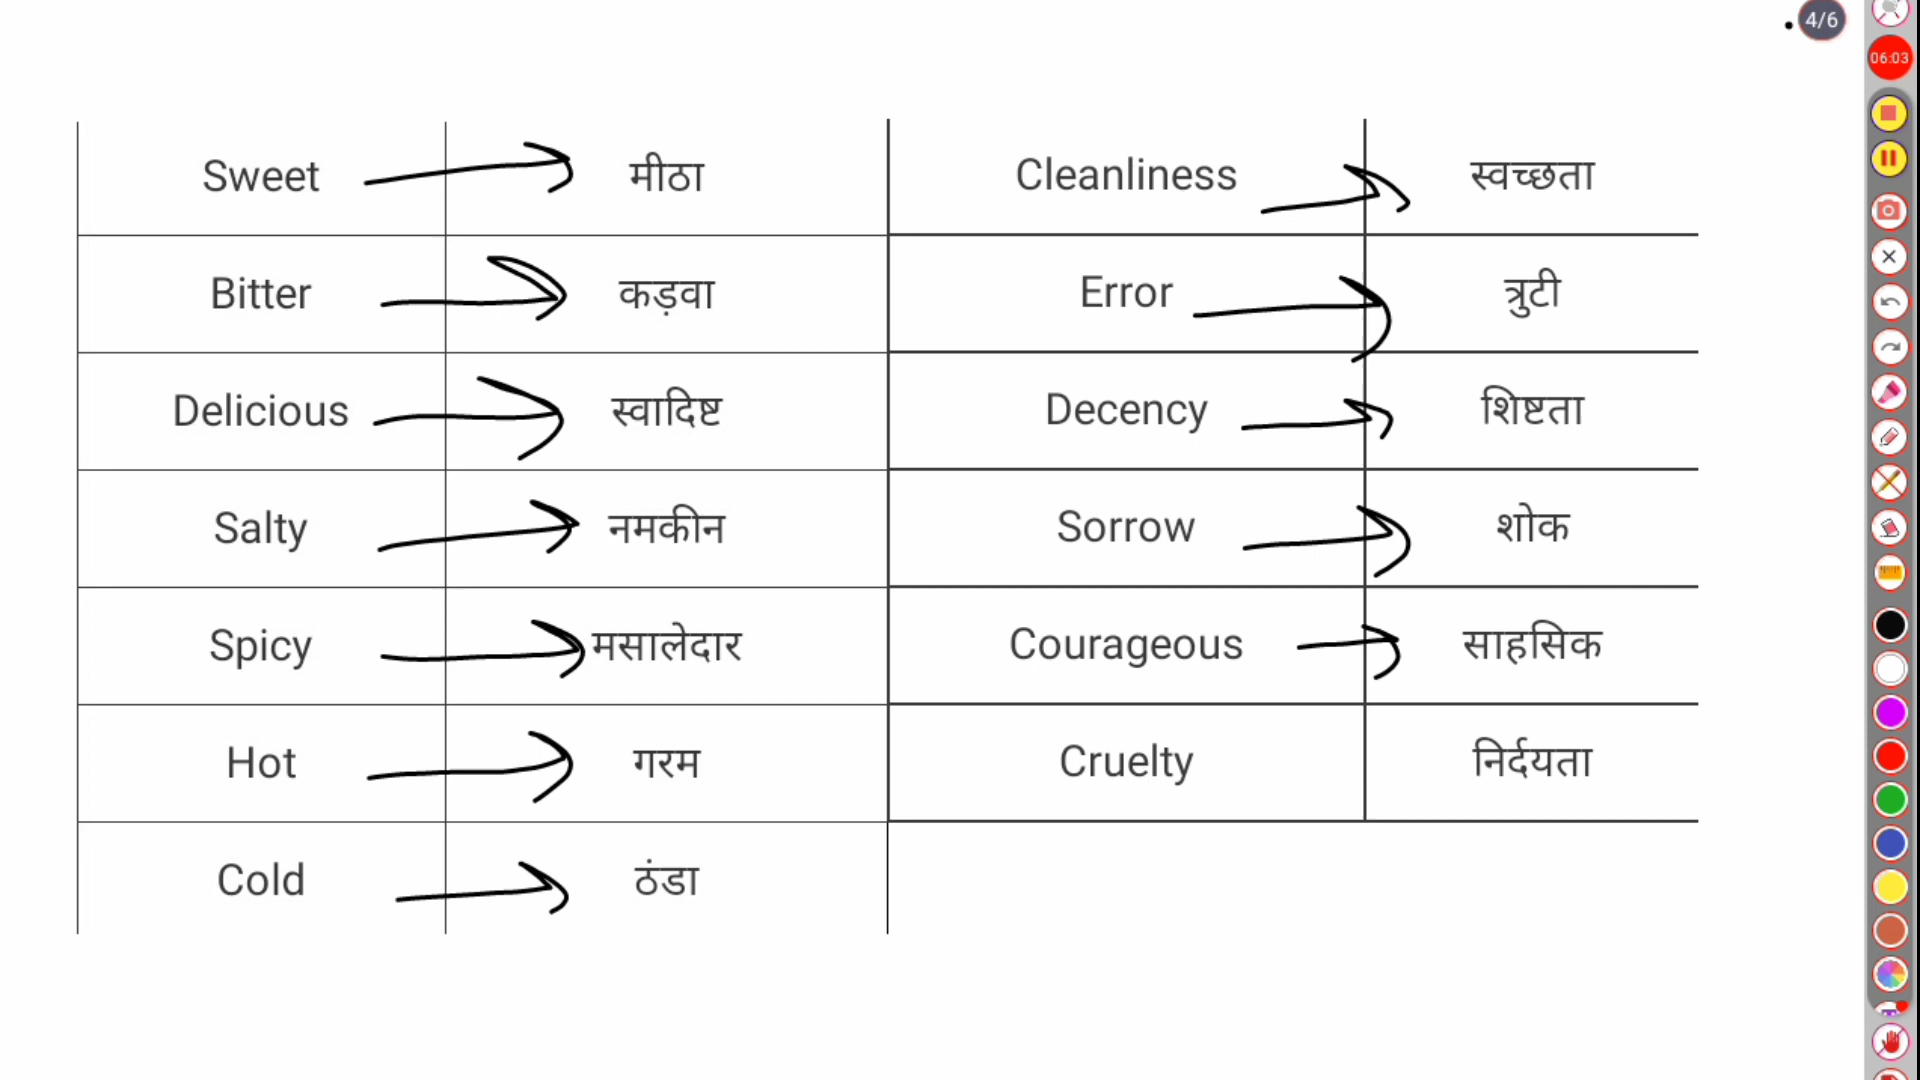 4/6
06:03
Sweet मीठा
Bitter कड़वा
Delicious स्वादिष्ट
Salty नमकीन
Spicy मसालेदार
Hot गरम
Cold ठंडा
Cleanliness स्वच्छता
Error त्रुटी
Decency शिष्टता
Sorrow शोक
Courageous साहसिक
Cruelty निर्दयता